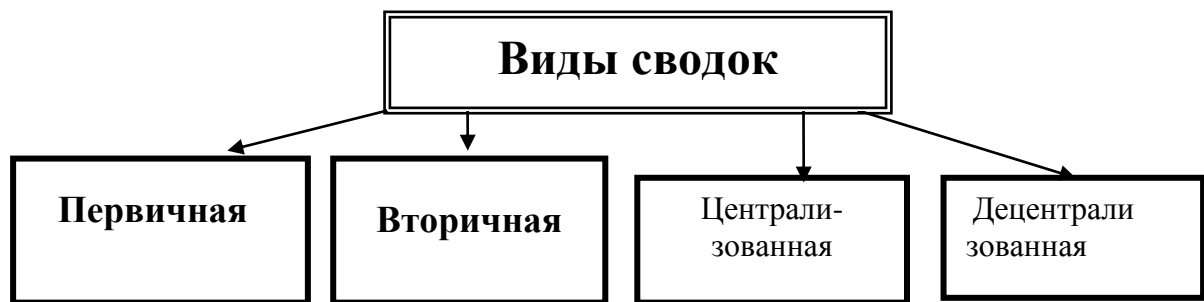 Виды сводок
Первичная
Вторичная
Централи-
зованная
Децентрали
зованная